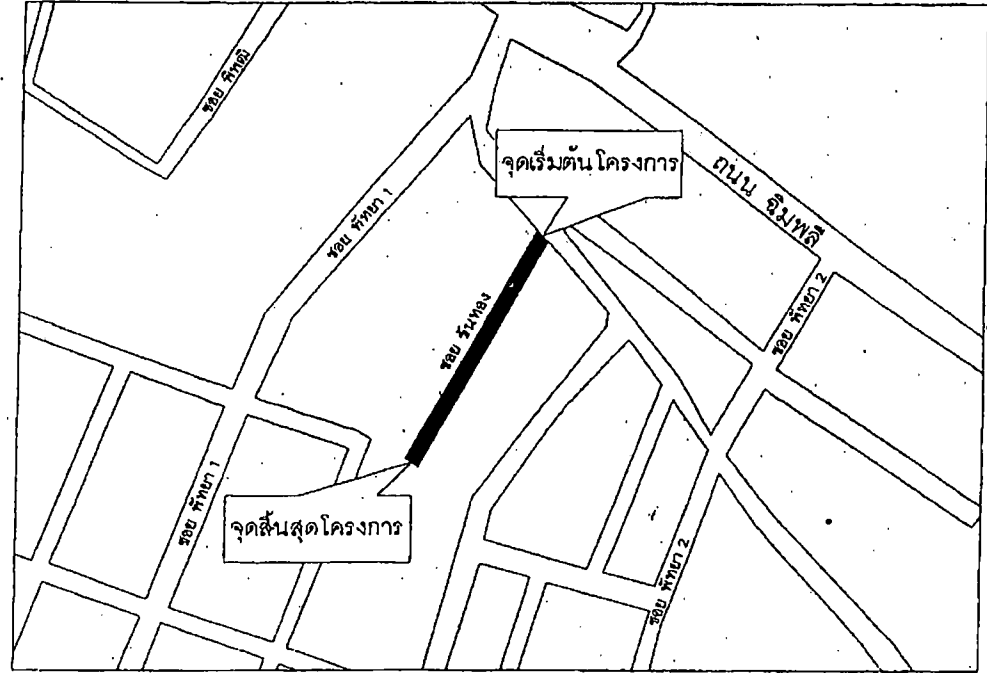 ซอย พิทผิ
จุดเริ่มต้นโครงการ
ถนน ฉิมพลี
ซอย พัทยา 1
ซอย พัทยา 2
ซอย วันทอง
ซอย พัทยา 1
จุดสิ้นสุดโครงการ
ซอย พัทยา 2